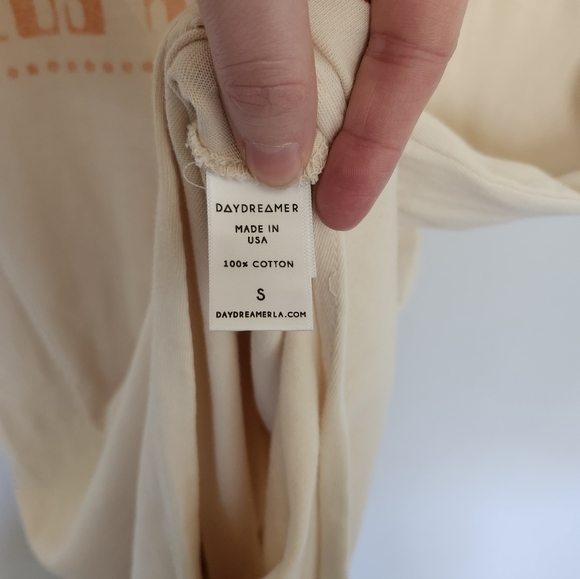 DAYDREAMER
MADE IN
USA
100% COTTON
S
DAYDREAMERLA.COM